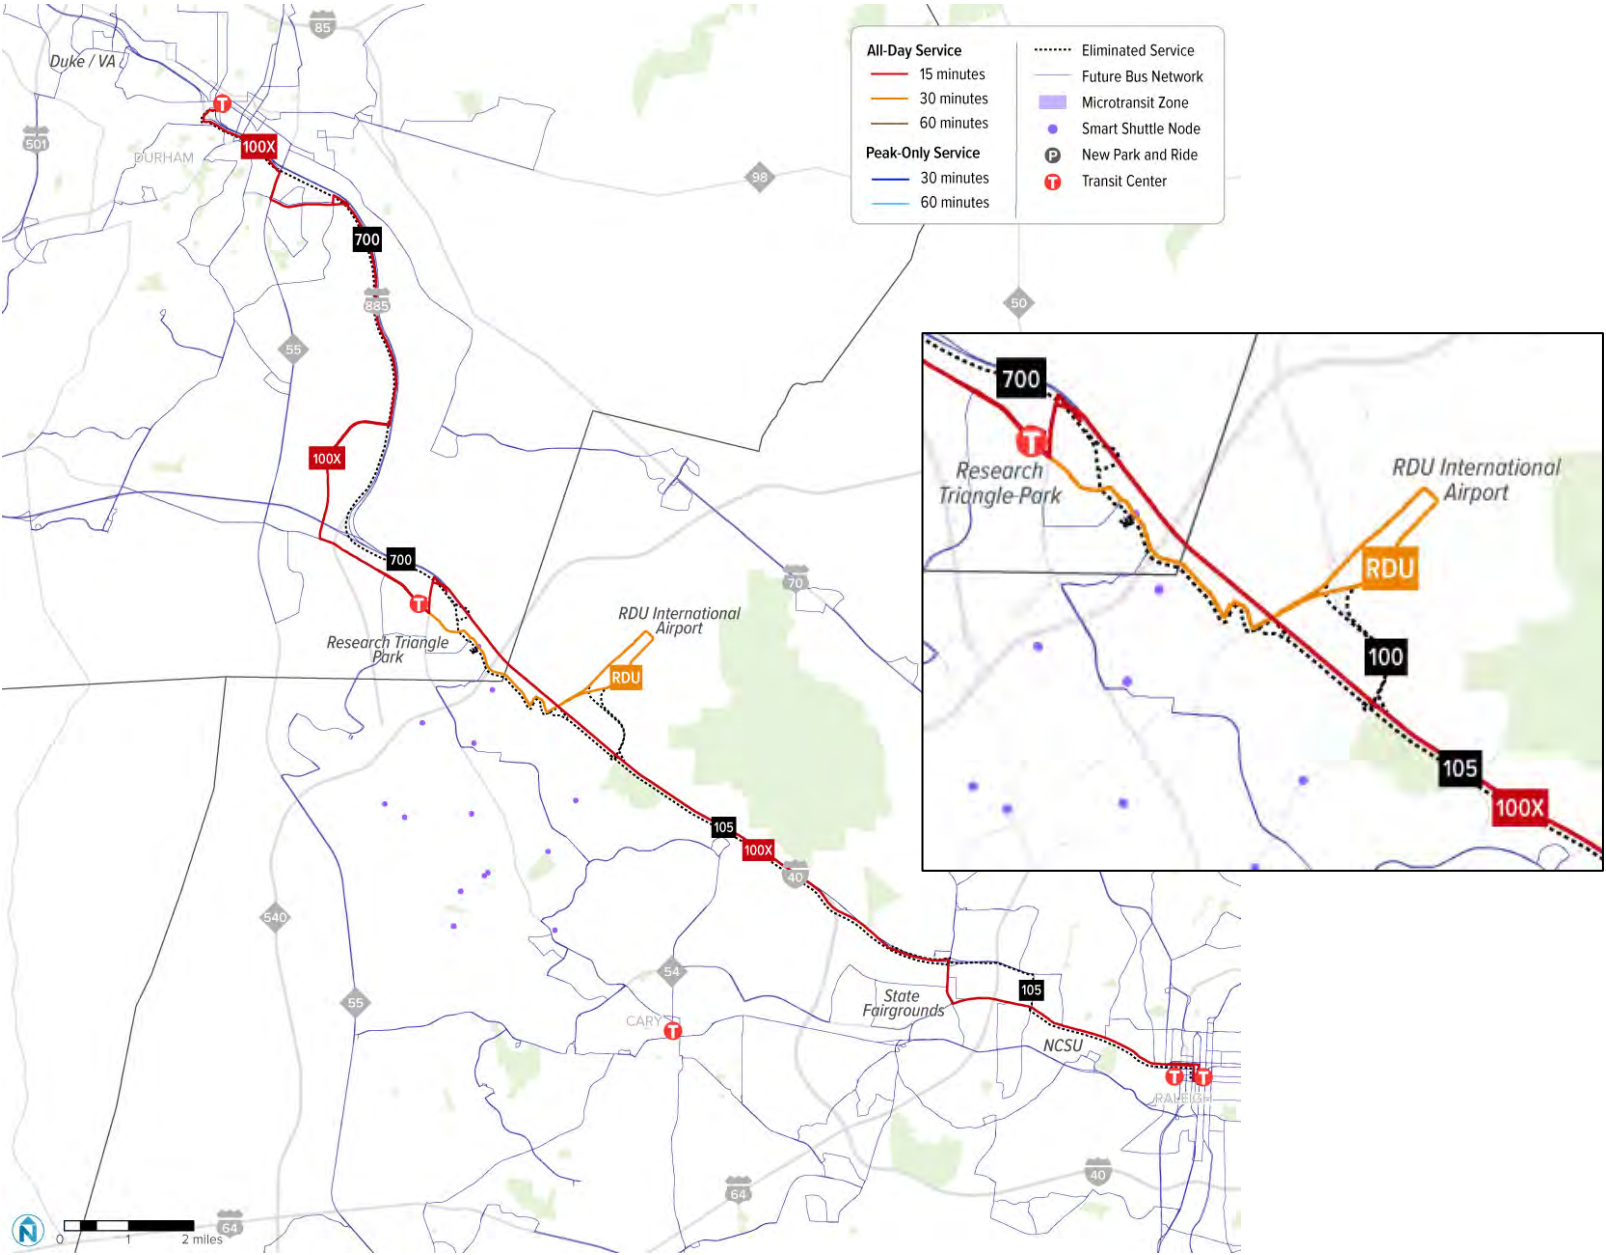 85
Duke / VA
501
DURHAM
100X
98
700
885
55
50
All-Day Service
15 minutes
30 minutes
60 minutes
Peak-Only Service
30 minutes
60 minutes
Eliminated Service
Future Bus Network
Microtransit Zone
Smart Shuttle Node
P New Park and Ride
T Transit Center
T
100X
700
T
Research Triangle
Park
RDU International
Airport
RDU
70
700
T
Research
Triangle-Park
RDU International
Airport
RDU
100
105
100X
105
100X
40
540
54
55
State
Fairgrounds
105
CARY
T
NCSU
T
T
RALEIGH
40
64
64
N
0 1 2 miles